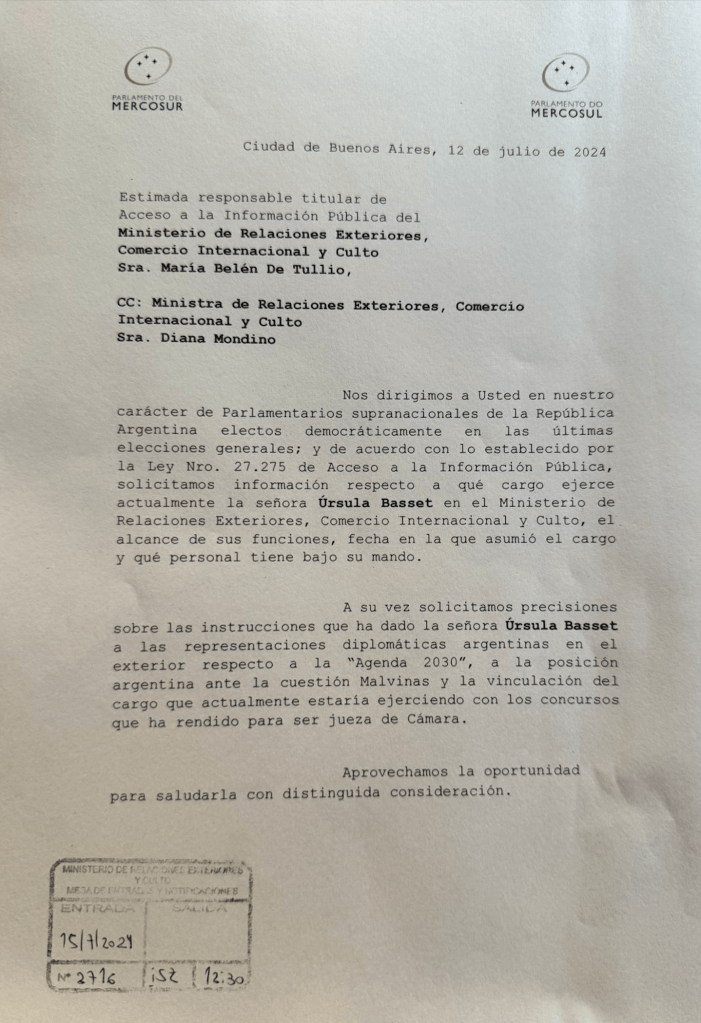 PARLAMENTO DEL
MERCOSUR
PARLAMENTO DO
MERCOSUL
Ciudad de Buenos Aires, 12 de julio de 2024
Estimada responsable titular de
Acceso a la Información Pública del
Ministerio de Relaciones Exteriores,
Comercio Internacional y Culto
Sra. María Belén De Tullio,
CC: Ministra de Relaciones Exteriores, Comercio
Internacional y Culto
Sra. Diana Mondino
Nos dirigimos a Usted en nuestro
carácter de Parlamentarios supranacionales de la República
Argentina electos democráticamente en las últimas
elecciones generales; y de acuerdo con lo establecido por
la Ley Nro. 27.275 de Acceso a la Información Pública,
solicitamos información respecto a qué cargo ejerce
actualmente la señora Úrsula Basset en el Ministerio de
Relaciones Exteriores, Comercio Internacional y Culto, el
alcance de sus funciones, fecha en la que asumió el cargo
y qué personal tiene bajo su mando.
A su vez solicitamos precisiones
sobre las instrucciones que ha dado la señora Úrsula Basset
a las representaciones diplomáticas argentinas en el
exterior respecto a la “Agenda 2030”, a la posición
argentina ante la cuestión Malvinas y la vinculación del
cargo que actualmente estaría ejerciendo con los concursos
que ha rendido para ser jueza de Cámara.
Aprovechamos la oportunidad
para saludarla con distinguida consideración.
MINISTERIO DE RELACIONES EXTERIORES
Y CULTO
MESA DE ENTRADAS Y NOTIFICACIONES
ENTRADA SALIDA
15/7/2024
Nº 2716 isz 12:30